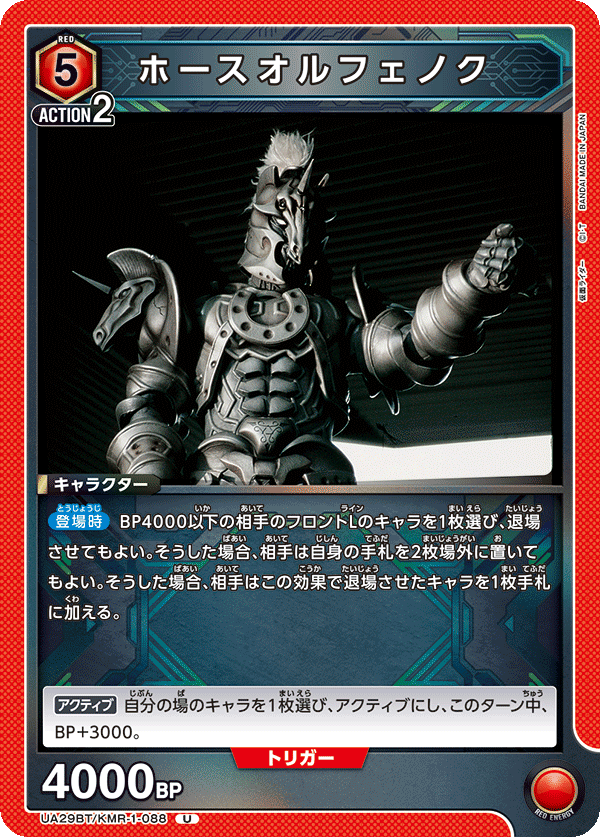 RED
5
ACTION2
ホースオルフェノク
BANDAI MADE IN JAPAN
©I･T
仮面ライダー
キャラクター
登場時 BP4000以下の相手のフロントLのキャラを1枚選び、退場
させてもよい。そうした場合、相手は自身の手札を2枚場外に置いて
もよい。そうした場合、相手はこの効果で退場させたキャラを1枚手札
に加える。
アクティブ 自分の場のキャラを1枚選び、アクティブにし、このターン中、
BP+3000。
トリガー
4000BP
RED ENERGY
UA29BT/KMR-1-088 U